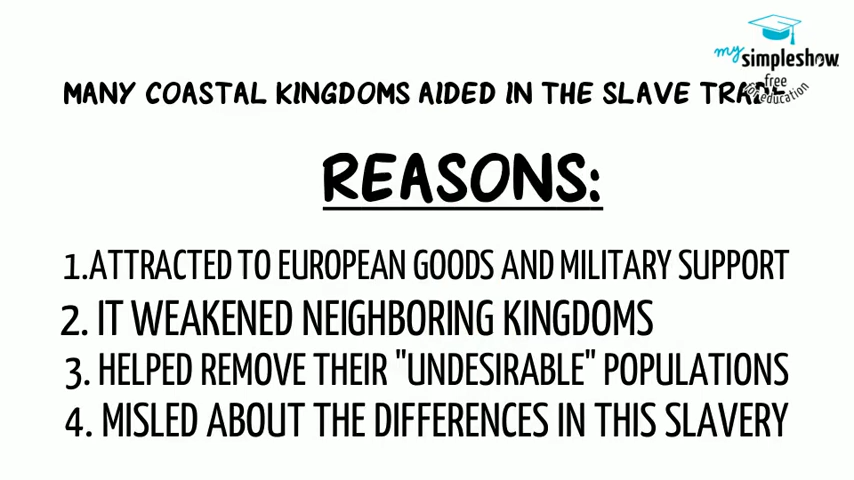 my
simpleshow
free
for education
MANY COASTAL KINGDOMS AIDED IN THE SLAVE TRADE
REASONS:
1.ATTRACTED TO EUROPEAN GOODS AND MILITARY SUPPORT
2. IT WEAKENED NEIGHBORING KINGDOMS
3. HELPED REMOVE THEIR "UNDESIRABLE" POPULATIONS
4. MISLED ABOUT THE DIFFERENCES IN THIS SLAVERY